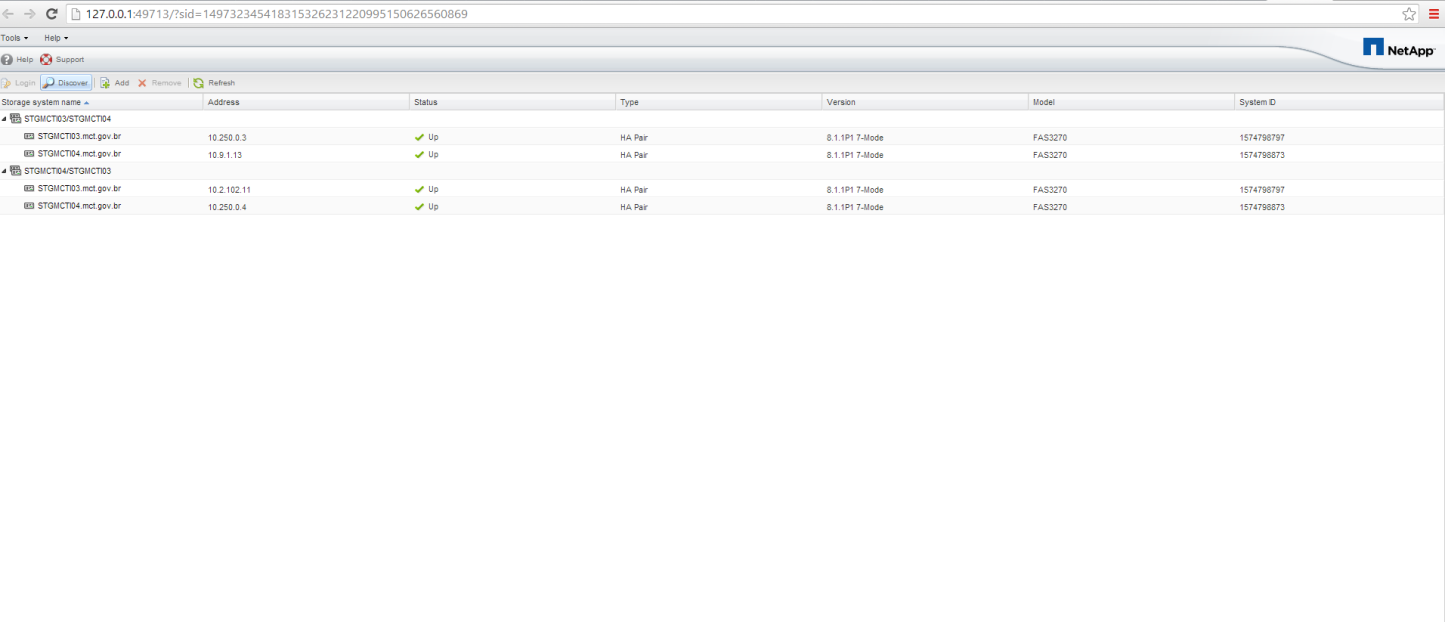 127.0.0.1:49713/?sid=14973234541831532623122099515062656086​9
Tools Help
NetApp
Help Support
Login Discover Add Remove Refresh
Storage system name Address Status Type Version Model System ID
STGMCTI03/STGMCTI04
STGMCTI03.mct.gov.br 10.250.0.3 Up HA Pair 8.1.1P1 7-Mode FAS3270 1574798797
STGMCTI04.mct.gov.br 10.9.1.13 Up HA Pair 8.1.1P1 7-Mode FAS3270 1574798873
STGMCTI04/STGMCTI03
STGMCTI03.mct.gov.br 10.2.102.11 Up HA Pair 8.1.1P1 7-Mode FAS3270 1574798797
STGMCTI04.mct.gov.br 10.250.0.4 Up HA Pair 8.1.1P1 7-Mode FAS3270 1574798873